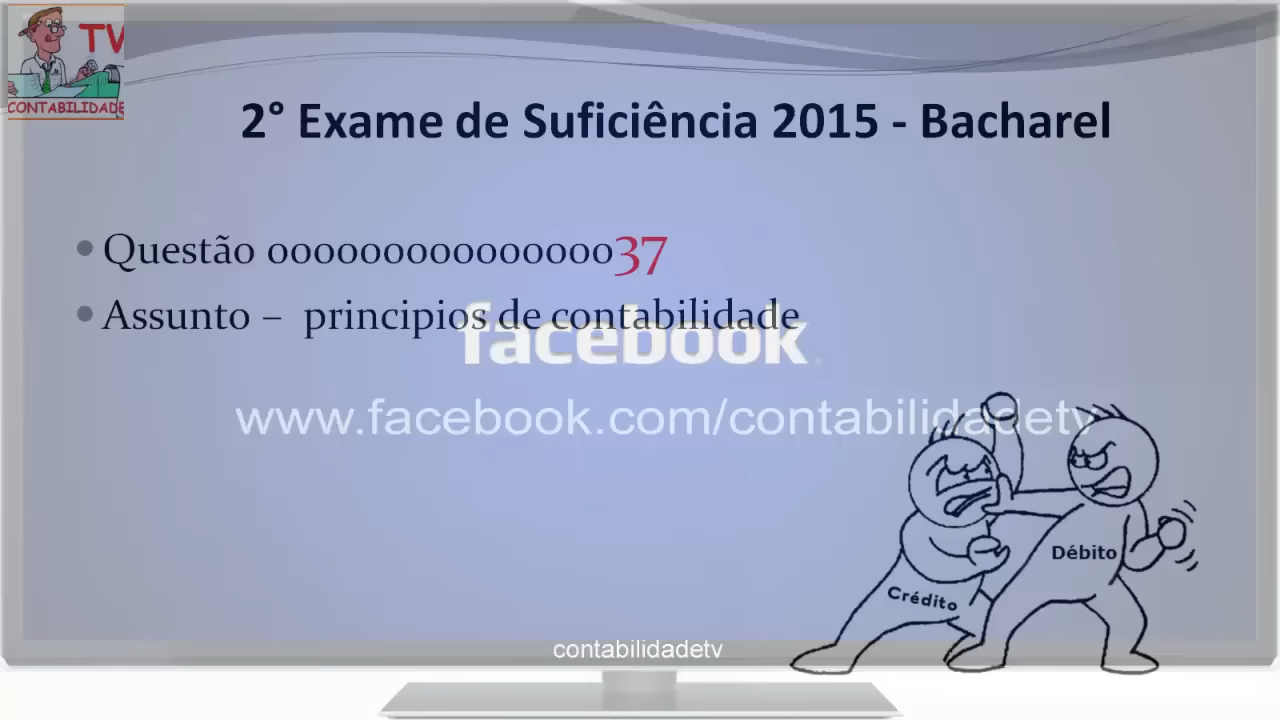 TV
CONTABILIDADE
2° Exame de Suficiência 2015 - Bacharel
• Questão ooooooooooooooo37
• Assunto – principios de contabilidade
facebook.
www.facebook.com/contabilidadetv
Débito
Crédito
contabilidadetv